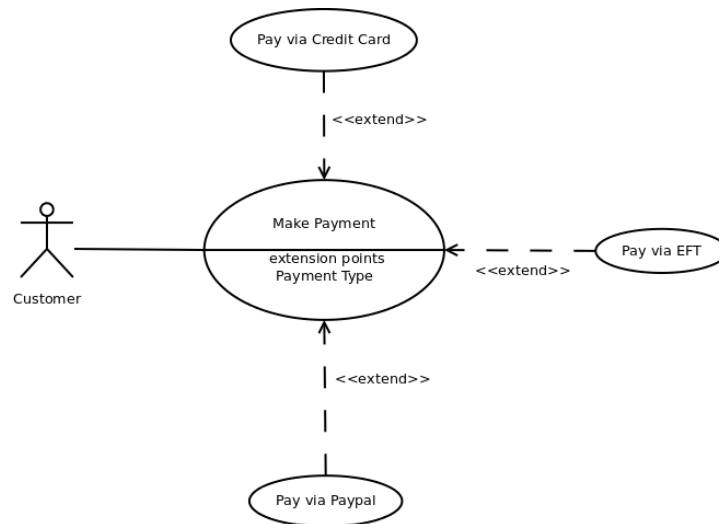 Pay via Credit Card
<<extend>>
Make Payment
extension points
Payment Type
Pay via EFT
<<extend>>
Customer
<<extend>>
Pay via Paypal